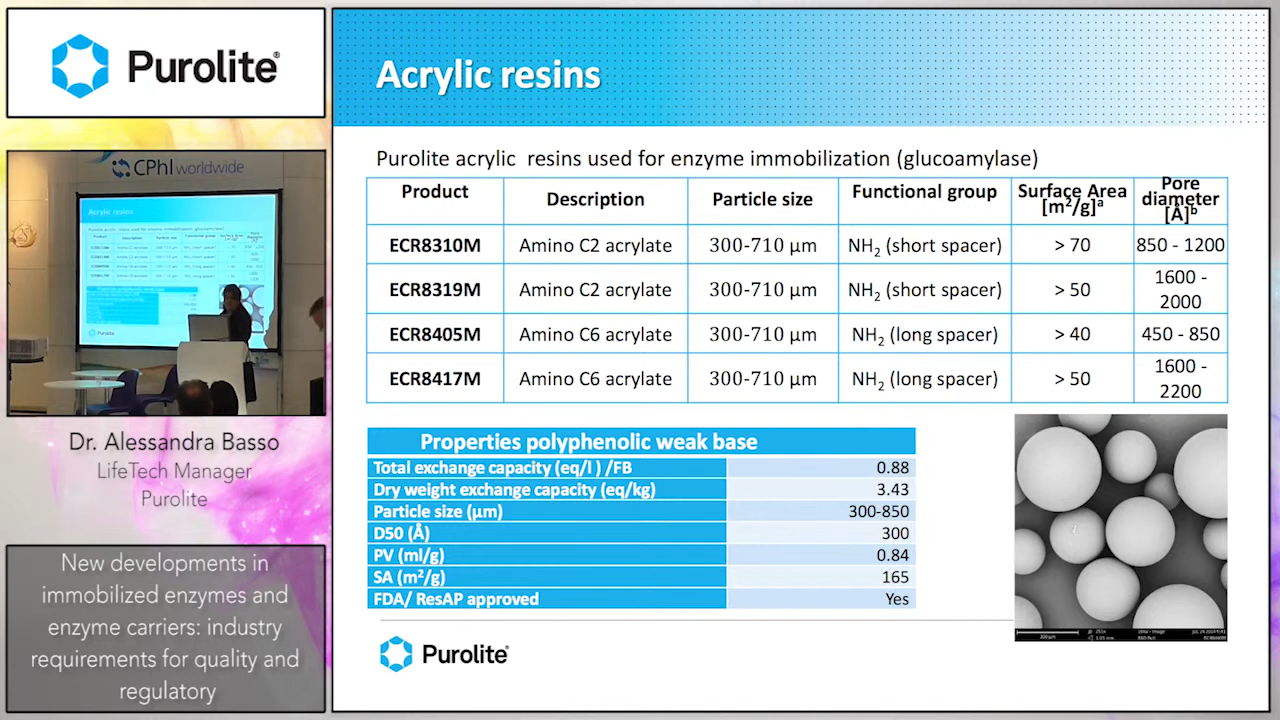 Purolite®
CPhI worldwide
Acrylic resins
Purolite
Dr. Alessandra Basso
LifeTech Manager
Purolite
New developments in
immobilized enzymes and
enzyme carriers: industry
requirements for quality and
regulatory
Acrylic resins
Purolite acrylic resins used for enzyme immobilization (glucoamylase)
Product Description Particle size Functional group Surface Area [m²/g]ᵃ Pore diameter [Å]ᵇ
ECR8310M Amino C2 acrylate 300-710 μm NH₂ (short spacer) > 70 850 - 1200
ECR8319M Amino C2 acrylate 300-710 μm NH₂ (short spacer) > 50 1600 - 2000
ECR8405M Amino C6 acrylate 300-710 μm NH₂ (long spacer) > 40 450 - 850
ECR8417M Amino C6 acrylate 300-710 μm NH₂ (long spacer) > 50 1600 - 2200
Properties polyphenolic weak base
Total exchange capacity (eq/l ) /FB 0.88
Dry weight exchange capacity (eq/kg) 3.43
Particle size (μm) 300-850
D50 (Å) 300
PV (ml/g) 0.84
SA (m²/g) 165
FDA/ ResAP approved Yes
Purolite®